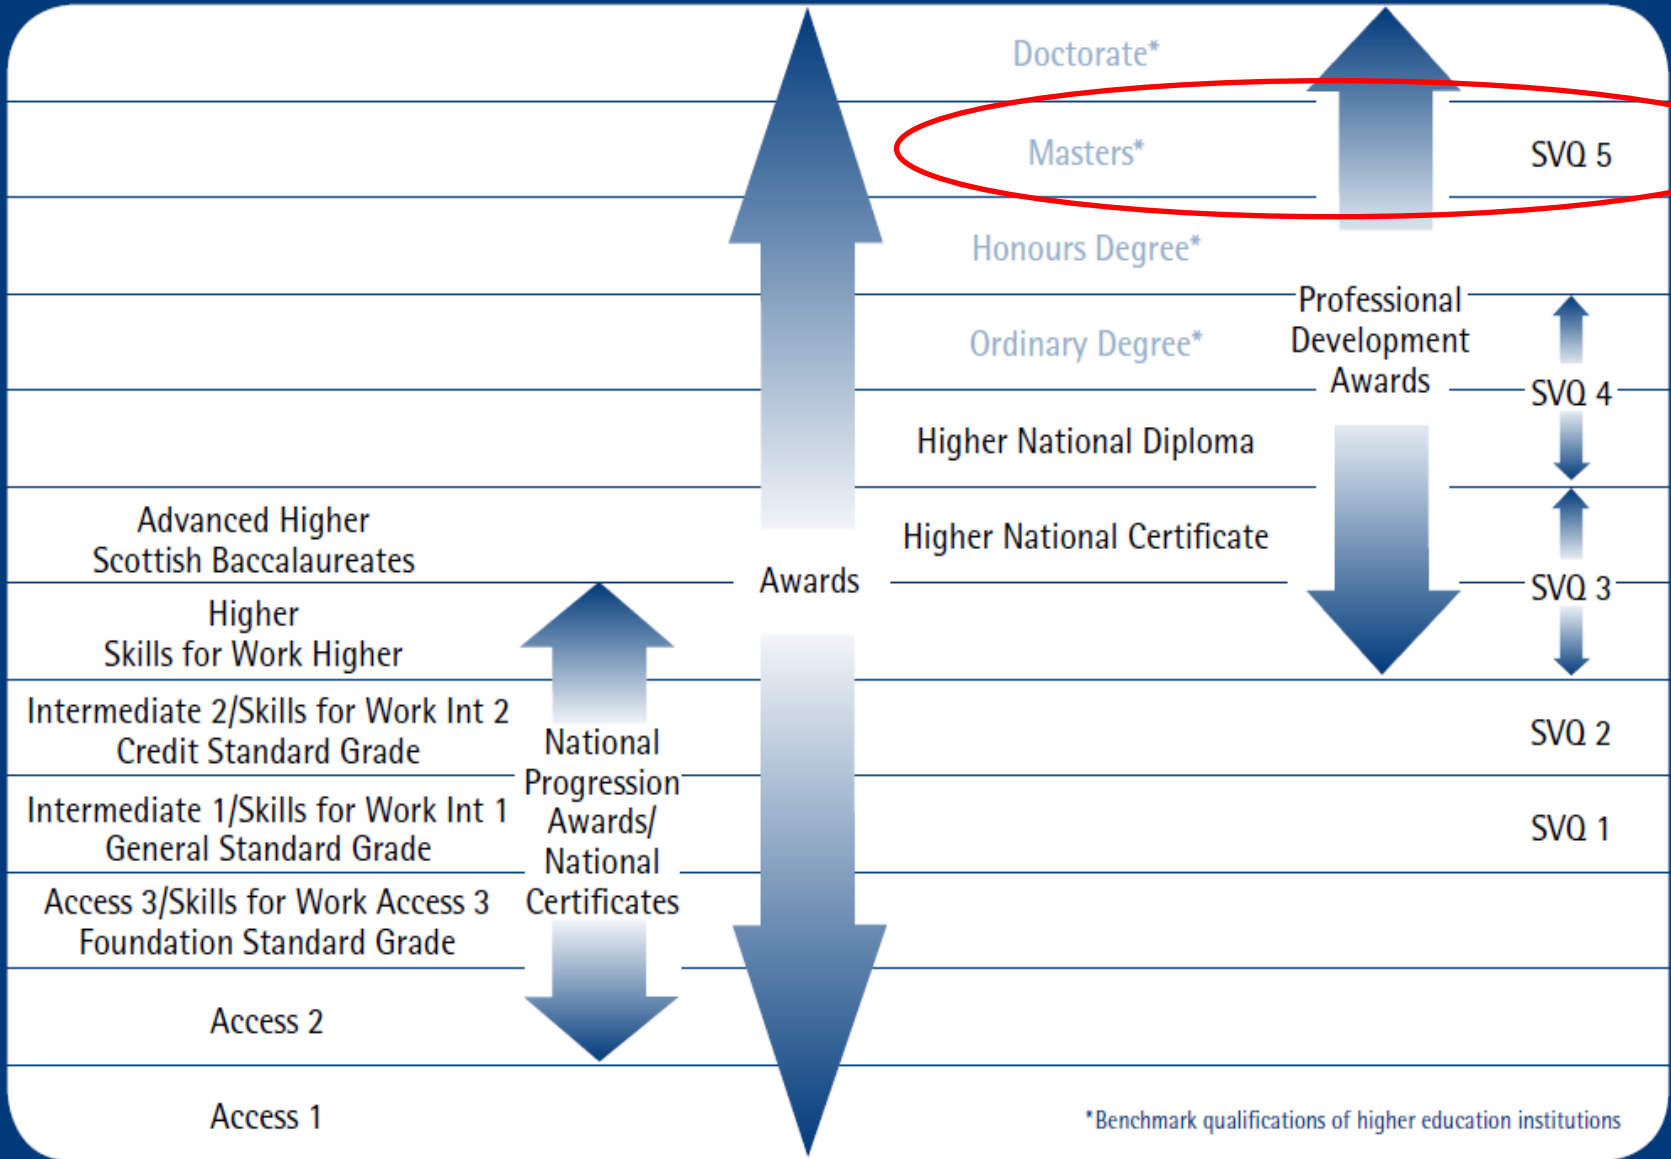 Doctorate*
Masters*
SVQ 5
Honours Degree*
Professional
Development
Awards
Ordinary Degree*
SVQ 4
Higher National Diploma
Advanced Higher
Scottish Baccalaureates
Higher National Certificate
Awards
SVQ 3
Higher
Skills for Work Higher
Intermediate 2/Skills for Work Int 2
Credit Standard Grade
National
Progression
Awards/
National
Certificates
SVQ 2
Intermediate 1/Skills for Work Int 1
General Standard Grade
SVQ 1
Access 3/Skills for Work Access 3
Foundation Standard Grade
Access 2
Access 1
*Benchmark qualifications of higher education institutions